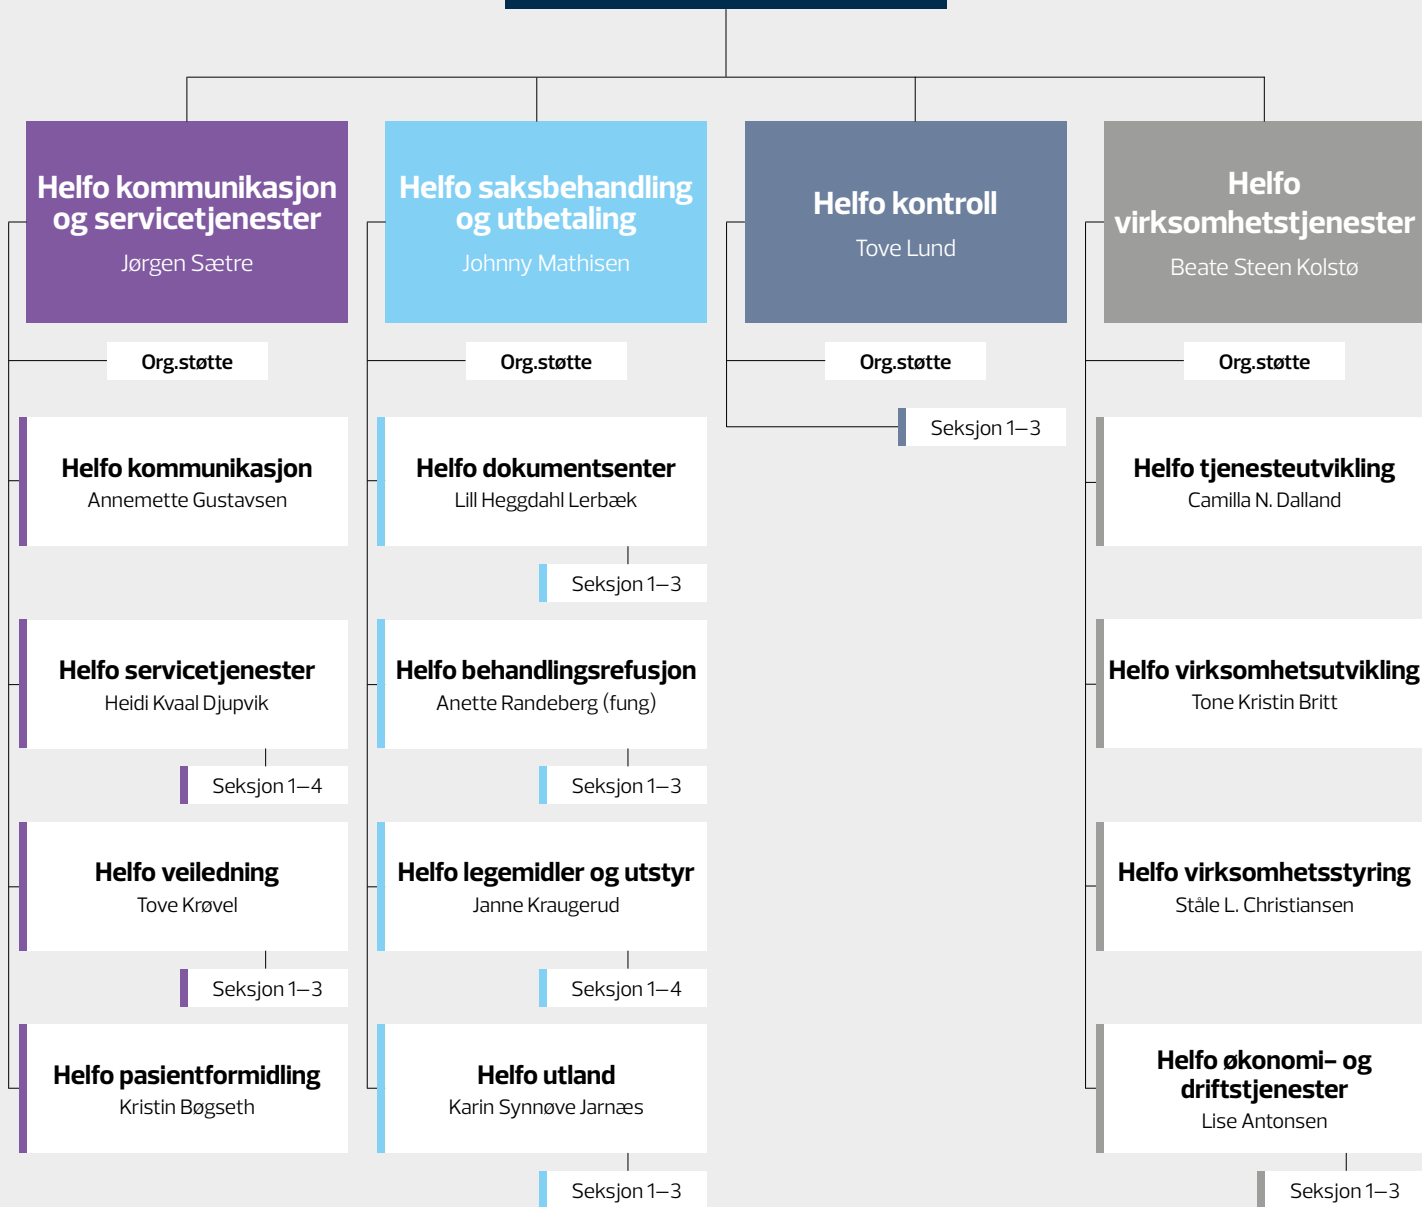 Helfo kommunikasjon
og servicetjenester
Jørgen Sætre
Org.støtte
Helfo kommunikasjon
Annemette Gustavsen
Helfo servicetjenester
Heidi Kvaal Djupvik
Seksjon 1–4
Helfo veiledning
Tove Krøvel
Seksjon 1–3
Helfo pasientformidling
Kristin Bøgseth
Helfo saksbehandling
og utbetaling
Johnny Mathisen
Org.støtte
Helfo dokumentsenter
Lill Heggdahl Lerbæk
Seksjon 1–3
Helfo behandlingsrefusjon
Anette Randeberg (fung)
Seksjon 1–3
Helfo legemidler og utstyr
Janne Kraugerud
Seksjon 1–4
Helfo utland
Karin Synnøve Jarnæs
Seksjon 1–3
Helfo kontroll
Tove Lund
Org.støtte
Seksjon 1–3
Helfo
virksomhetstjenester
Beate Steen Kolstø
Org.støtte
Helfo tjenesteutvikling
Camilla N. Dalland
Helfo virksomhetsutvikling
Tone Kristin Britt
Helfo virksomhetsstyring
Ståle L. Christiansen
Helfo økonomi- og
driftstjenester
Lise Antonsen
Seksjon 1–3